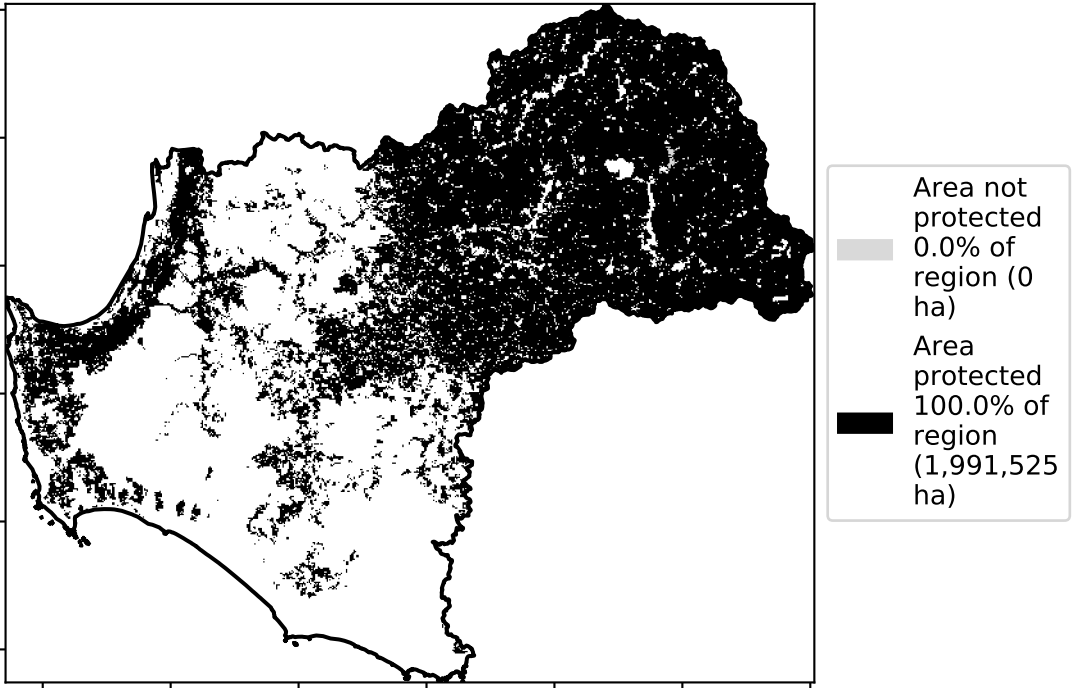 Area not
protected
0.0% of
region (0
ha)
Area
protected
100.0% of
region
(1,991,525
ha)